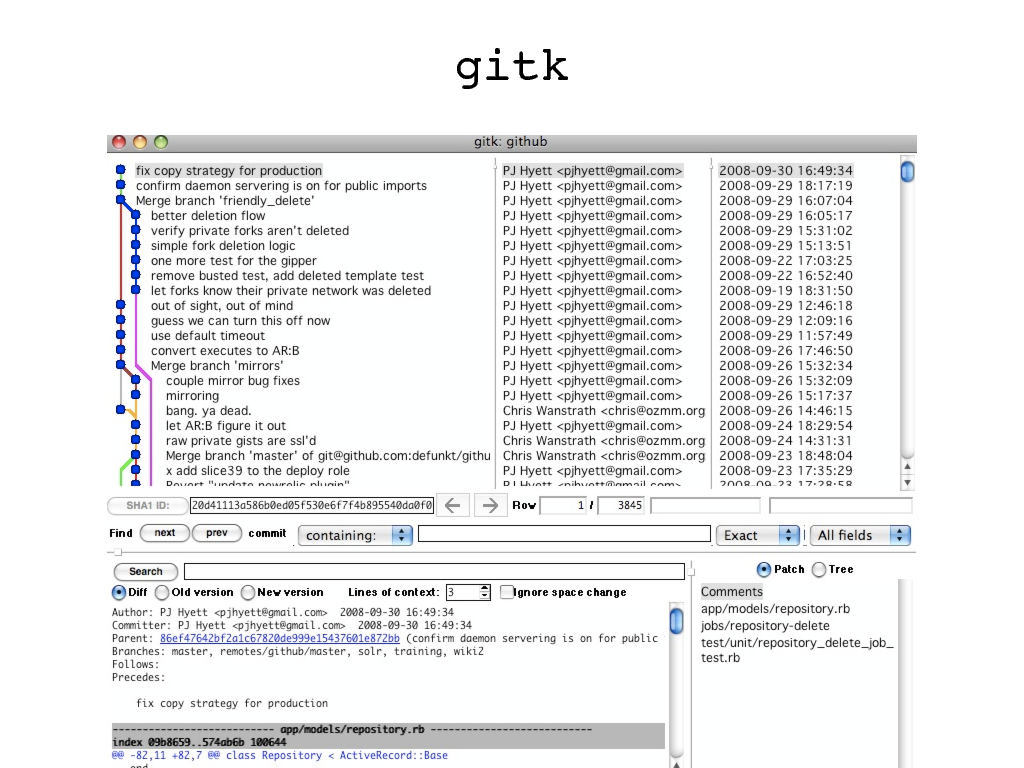 gitk
gitk: github
fix copy strategy for production PJ Hyett <pjhyett@gmail.com> 2008-09-30 16:49:34
confirm daemon servering is on for public imports PJ Hyett <pjhyett@gmail.com> 2008-09-29 18:17:19
Merge branch 'friendly_delete' PJ Hyett <pjhyett@gmail.com> 2008-09-29 16:07:04
better deletion flow PJ Hyett <pjhyett@gmail.com> 2008-09-29 16:05:17
verify private forks aren't deleted PJ Hyett <pjhyett@gmail.com> 2008-09-29 15:31:02
simple fork deletion logic PJ Hyett <pjhyett@gmail.com> 2008-09-29 15:13:51
one more test for the gipper PJ Hyett <pjhyett@gmail.com> 2008-09-22 17:03:25
remove busted test, add deleted template test PJ Hyett <pjhyett@gmail.com> 2008-09-22 16:52:40
let forks know their private network was deleted PJ Hyett <pjhyett@gmail.com> 2008-09-19 18:31:50
out of sight, out of mind PJ Hyett <pjhyett@gmail.com> 2008-09-29 12:46:18
guess we can turn this off now PJ Hyett <pjhyett@gmail.com> 2008-09-29 12:09:16
use default timeout PJ Hyett <pjhyett@gmail.com> 2008-09-29 11:57:49
convert executes to AR:B PJ Hyett <pjhyett@gmail.com> 2008-09-26 17:46:50
Merge branch 'mirrors' PJ Hyett <pjhyett@gmail.com> 2008-09-26 15:32:34
couple mirror bug fixes PJ Hyett <pjhyett@gmail.com> 2008-09-26 15:32:09
mirroring PJ Hyett <pjhyett@gmail.com> 2008-09-26 15:17:37
bang. ya dead. Chris Wanstrath <chris@ozmm.org 2008-09-26 14:46:15
let AR:B figure it out PJ Hyett <pjhyett@gmail.com> 2008-09-24 18:29:54
raw private gists are ssl'd Chris Wanstrath <chris@ozmm.org 2008-09-24 14:31:31
Merge branch 'master' of git@github.com:defunkt/githu Chris Wanstrath <chris@ozmm.org 2008-09-23 18:48:04
x add slice39 to the deploy role PJ Hyett <pjhyett@gmail.com> 2008-09-23 17:35:29
Revert "update newrelic plugin" PJ Hyett <pjhyett@gmail.com> 2008-09-23 17:28:58
SHA1 ID: 20d41113a586b0ed05f530e6f7f4b895540da0f0 Row 1 / 3845
Find next prev commit containing: Exact All fields
Search Patch Tree
Diff Old version New version Lines of context: 3 Ignore space change
Comments
app/models/repository.rb
jobs/repository-delete
test/unit/repository_delete_job_
test.rb
Author: PJ Hyett <pjhyett@gmail.com> 2008-09-30 16:49:34
Committer: PJ Hyett <pjhyett@gmail.com> 2008-09-30 16:49:34
Parent: 86ef47642bf2a1c67820de999e15437601e872bb (confirm daemon servering is on for public
Branches: master, remotes/github/master, solr, training, wiki2
Follows:
Precedes:
fix copy strategy for production
--------------------------- app/models/repository.rb ---------------------------
index 09b8659..574ab6b 100644
@@ -82,11 +82,7 @@ class Repository < ActiveRecord::Base
end